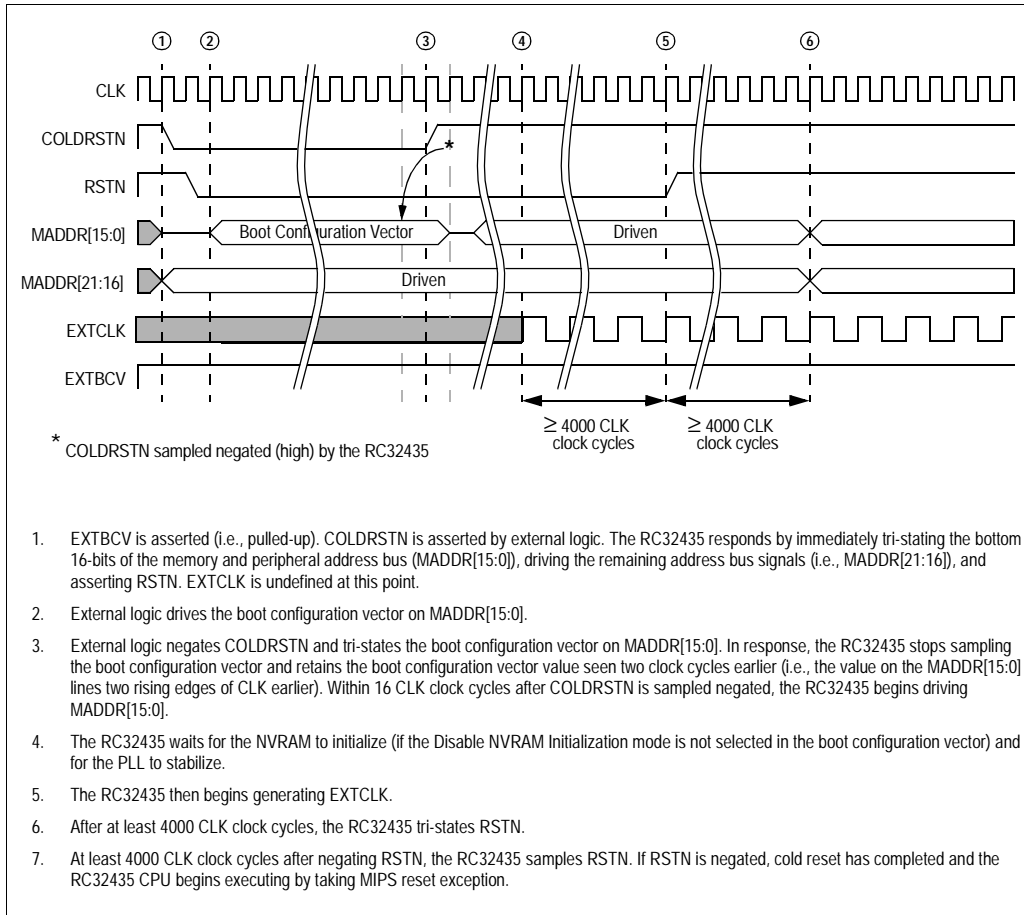 ① ② ③ ④ ⑤ ⑥
CLK
COLDRSTN
*
RSTN
MADDR[15:0] Boot Configuration Vector Driven
MADDR[21:16] Driven
EXTCLK
EXTBCV
≥ 4000 CLK clock cycles
≥ 4000 CLK clock cycles
* COLDRSTN sampled negated (high) by the RC32435
1. EXTBCV is asserted (i.e., pulled-up). COLDRSTN is asserted by external logic. The RC32435 responds by immediately tri-stating the bottom
16-bits of the memory and peripheral address bus (MADDR[15:0]), driving the remaining address bus signals (i.e., MADDR[21:16]), and
asserting RSTN. EXTCLK is undefined at this point.
2. External logic drives the boot configuration vector on MADDR[15:0].
3. External logic negates COLDRSTN and tri-states the boot configuration vector on MADDR[15:0]. In response, the RC32435 stops sampling
the boot configuration vector and retains the boot configuration vector value seen two clock cycles earlier (i.e., the value on the MADDR[15:0]
lines two rising edges of CLK earlier). Within 16 CLK clock cycles after COLDRSTN is sampled negated, the RC32435 begins driving
MADDR[15:0].
4. The RC32435 waits for the NVRAM to initialize (if the Disable NVRAM Initialization mode is not selected in the boot configuration vector) and
for the PLL to stabilize.
5. The RC32435 then begins generating EXTCLK.
6. After at least 4000 CLK clock cycles, the RC32435 tri-states RSTN.
7. At least 4000 CLK clock cycles after negating RSTN, the RC32435 samples RSTN. If RSTN is negated, cold reset has completed and the
RC32435 CPU begins executing by taking MIPS reset exception.